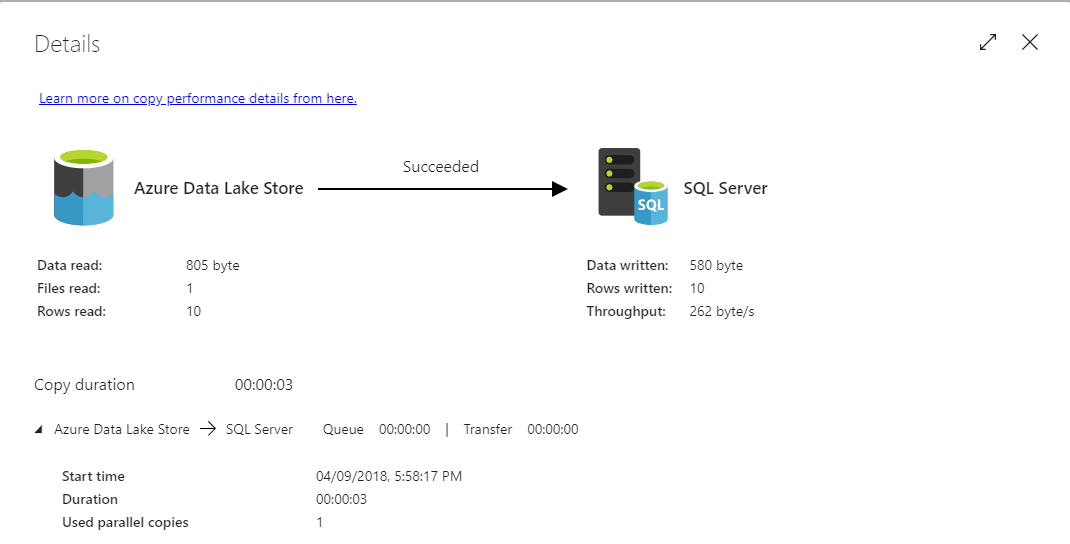 Details
Learn more on copy performance details from here.
Succeeded
Azure Data Lake Store
SQL Server
SQL
Data read: 805 byte
Files read: 1
Rows read: 10
Data written: 580 byte
Rows written: 10
Throughput: 262 byte/s
Copy duration 00:00:03
Azure Data Lake Store → SQL Server Queue 00:00:00 | Transfer 00:00:00
Start time 04/09/2018, 5:58:17 PM
Duration 00:00:03
Used parallel copies 1